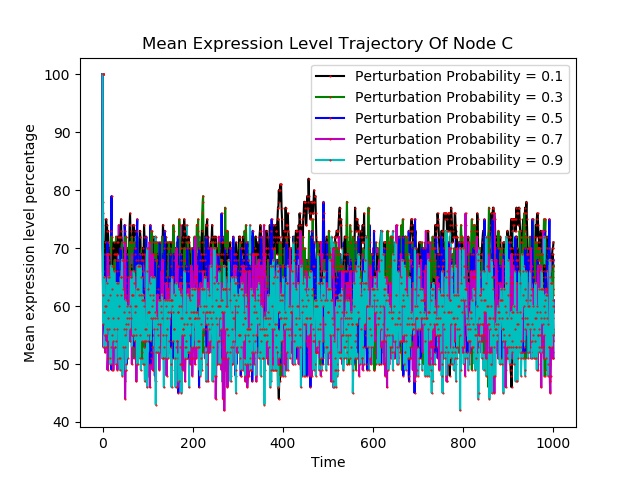 Mean Expression Level Trajectory Of Node C
Perturbation Probability = 0.1
Perturbation Probability = 0.3
Perturbation Probability = 0.5
Perturbation Probability = 0.7
Perturbation Probability = 0.9
Mean expression level percentage
100
90
80
70
60
50
40
0 200 400 600 800 1000
Time